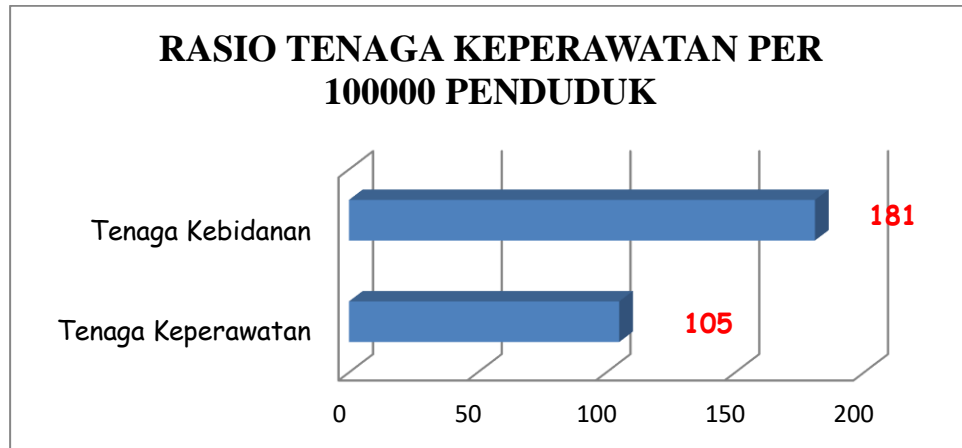 RASIO TENAGA KEPERAWATAN PER
100000 PENDUDUK
Tenaga Kebidanan
181
Tenaga Keperawatan
105
0 50 100 150 200